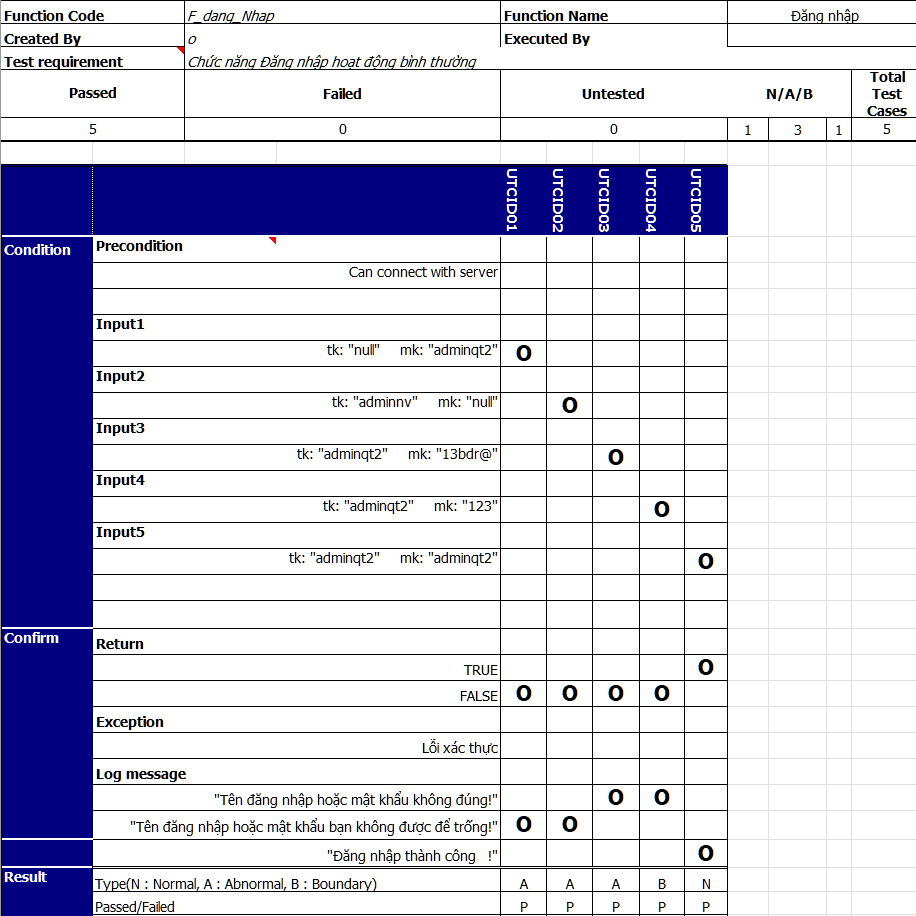 Function Code F_dang_Nhap Function Name Đăng nhập
Created By o Executed By
Test requirement Chức năng Đăng nhập hoạt động bình thường
Passed Failed Untested N/A/B Total Test Cases
5 0 0 1 3 1 5
UTCID01 UTCID02 UTCID03 UTCID04 UTCID05
Condition Precondition
Can connect with server
Input1
tk: "null" mk: "adminqt2" O
Input2
tk: "adminnv" mk: "null" O
Input3
tk: "adminqt2" mk: "13bdr@" O
Input4
tk: "adminqt2" mk: "123" O
Input5
tk: "adminqt2" mk: "adminqt2" O
Confirm Return
TRUE O
FALSE O O O O
Exception
Lỗi xác thực
Log message
"Tên đăng nhập hoặc mật khẩu không đúng!" O O
"Tên đăng nhập hoặc mật khẩu bạn không được để trống!" O O
"Đăng nhập thành công !" O
Result Type(N : Normal, A : Abnormal, B : Boundary) A A A B N
Passed/Failed P P P P P